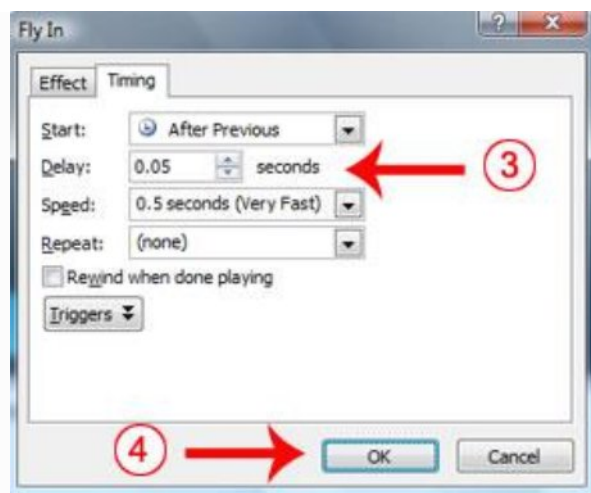 Fly In
Effect Timing
Start: After Previous
Delay: 0.05 seconds
3
Speed: 0.5 seconds (Very Fast)
Repeat: (none)
Rewind when done playing
Triggers
4
OK Cancel